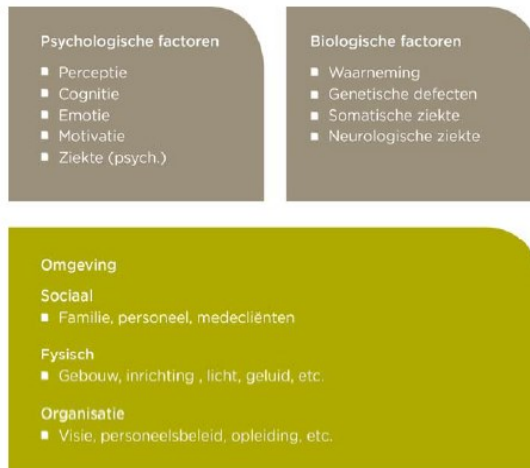 Psychologische factoren
■ Perceptie
■ Cognitie
■ Emotie
■ Motivatie
■ Ziekte (psych.)
Biologische factoren
■ Waarneming
■ Genetische defecten
■ Somatische ziekte
■ Neurologische ziekte
Omgeving
Sociaal
■ Familie, personeel, medecliënten
Fysisch
■ Gebouw, inrichting , licht, geluid, etc.
Organisatie
■ Visie, personeelsbeleid, opleiding, etc.